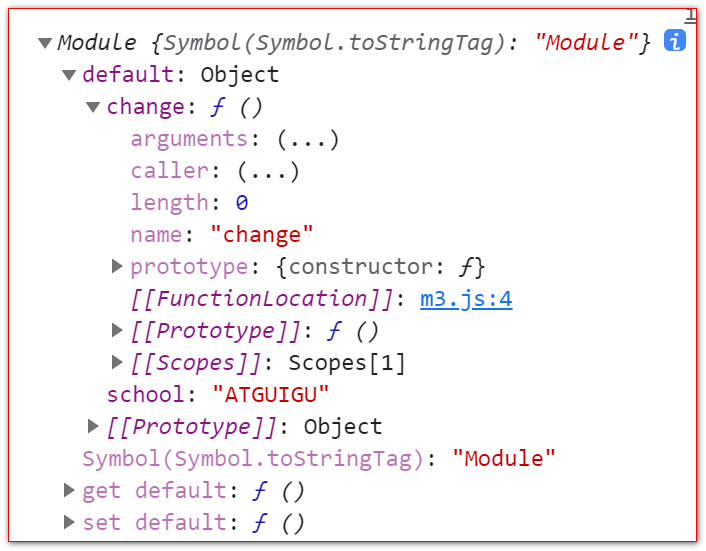 Module {Symbol(Symbol.toStringTag): "Module"} i
default: Object
change: ƒ ()
arguments: (...)
caller: (...)
length: 0
name: "change"
prototype: {constructor: ƒ}
[[FunctionLocation]]: m3.js:4
[[Prototype]]: ƒ ()
[[Scopes]]: Scopes[1]
school: "ATGUIGU"
[[Prototype]]: Object
Symbol(Symbol.toStringTag): "Module"
get default: ƒ ()
set default: ƒ ()